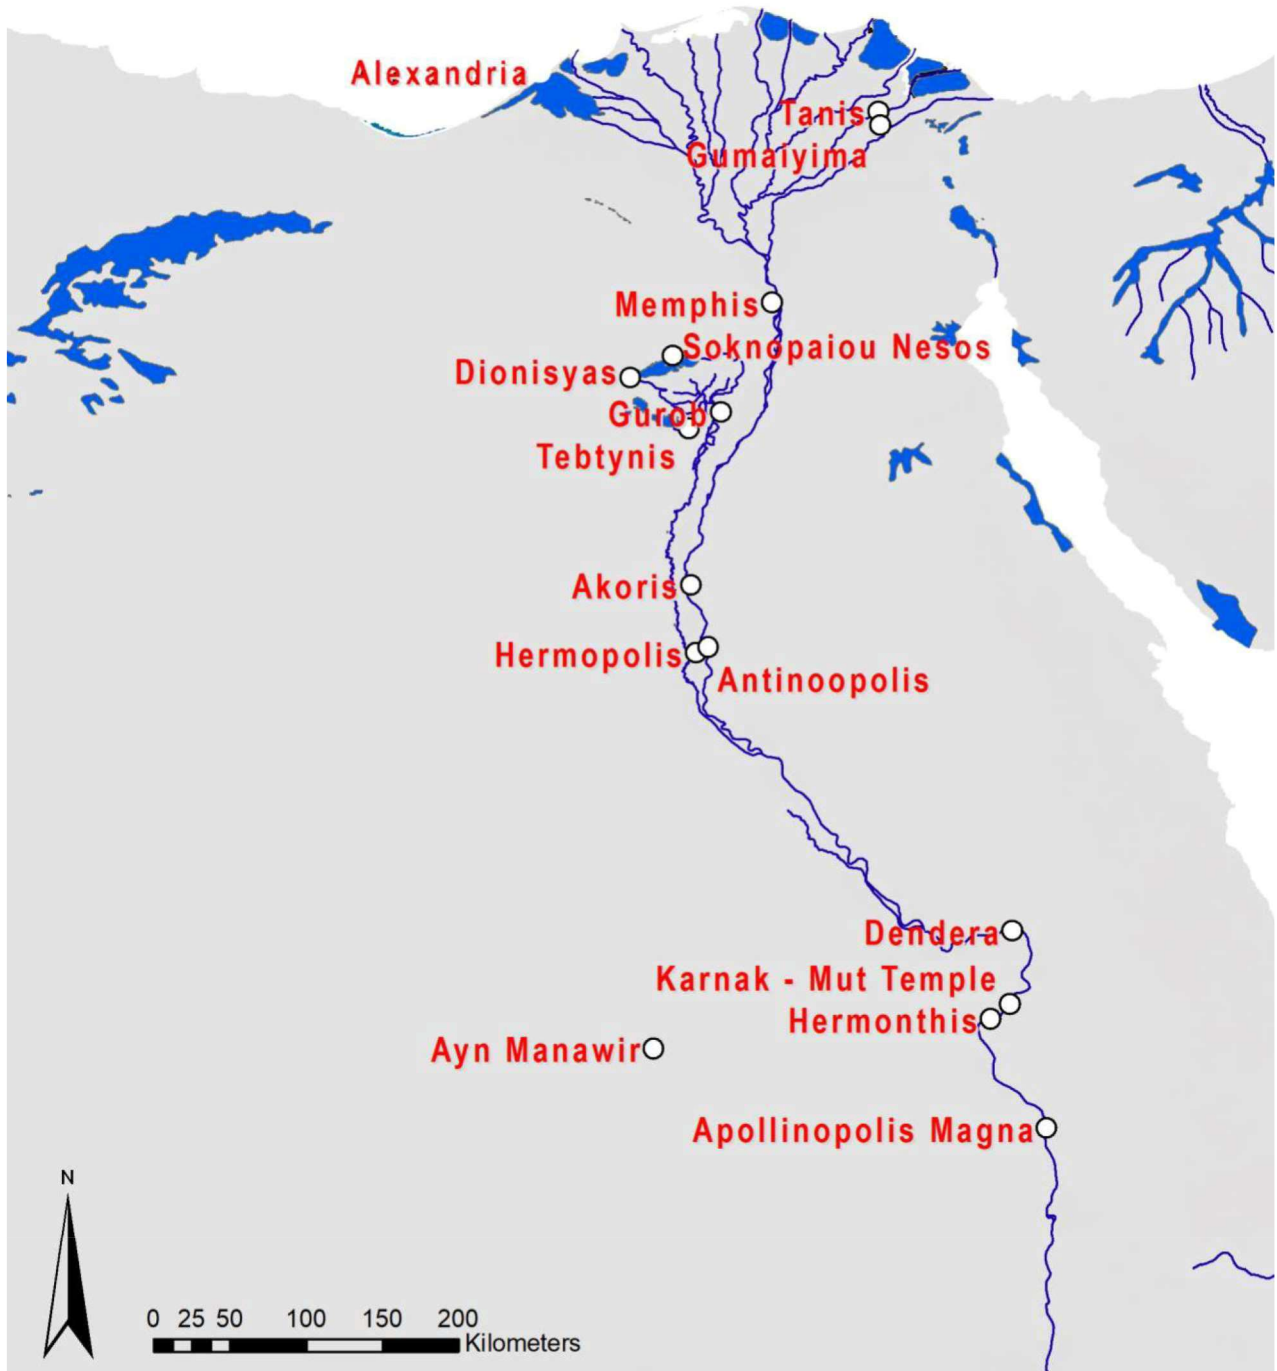 Alexandria
Tanis
Gumaiyima
Memphis
Soknopaiou Nesos
Dionisyas
Gurob
Tebtynis
Akoris
Hermopolis
Antinoopolis
Dendera
Karnak - Mut Temple
Hermonthis
Ayn Manawir
Apollinopolis Magna
N
0 25 50 100 150 200
Kilometers